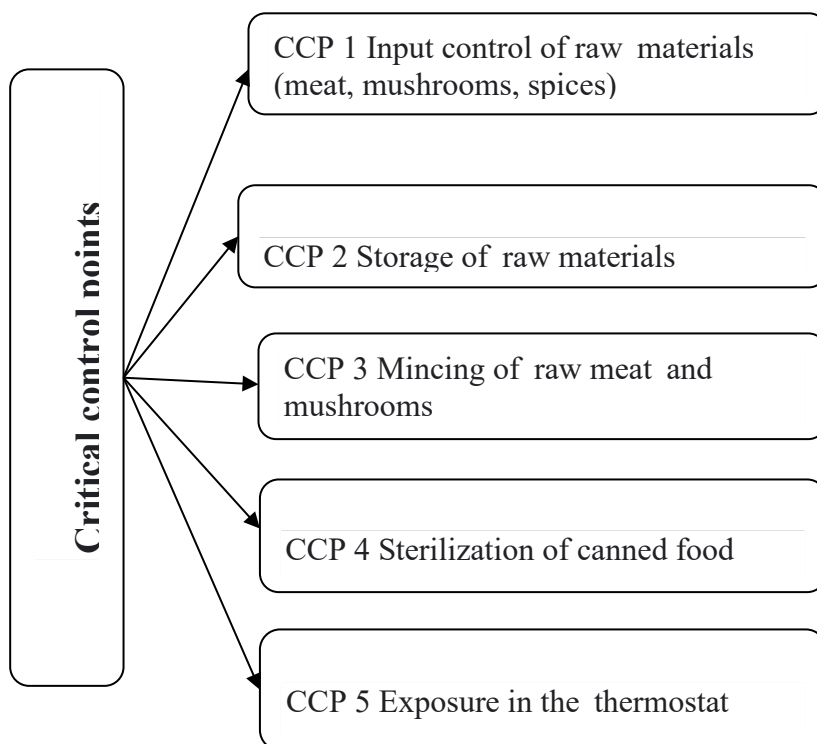 Critical control points
CCP 1 Input control of raw materials
(meat, mushrooms, spices)
CCP 2 Storage of raw materials
CCP 3 Mincing of raw meat and
mushrooms
CCP 4 Sterilization of canned food
CCP 5 Exposure in the thermostat